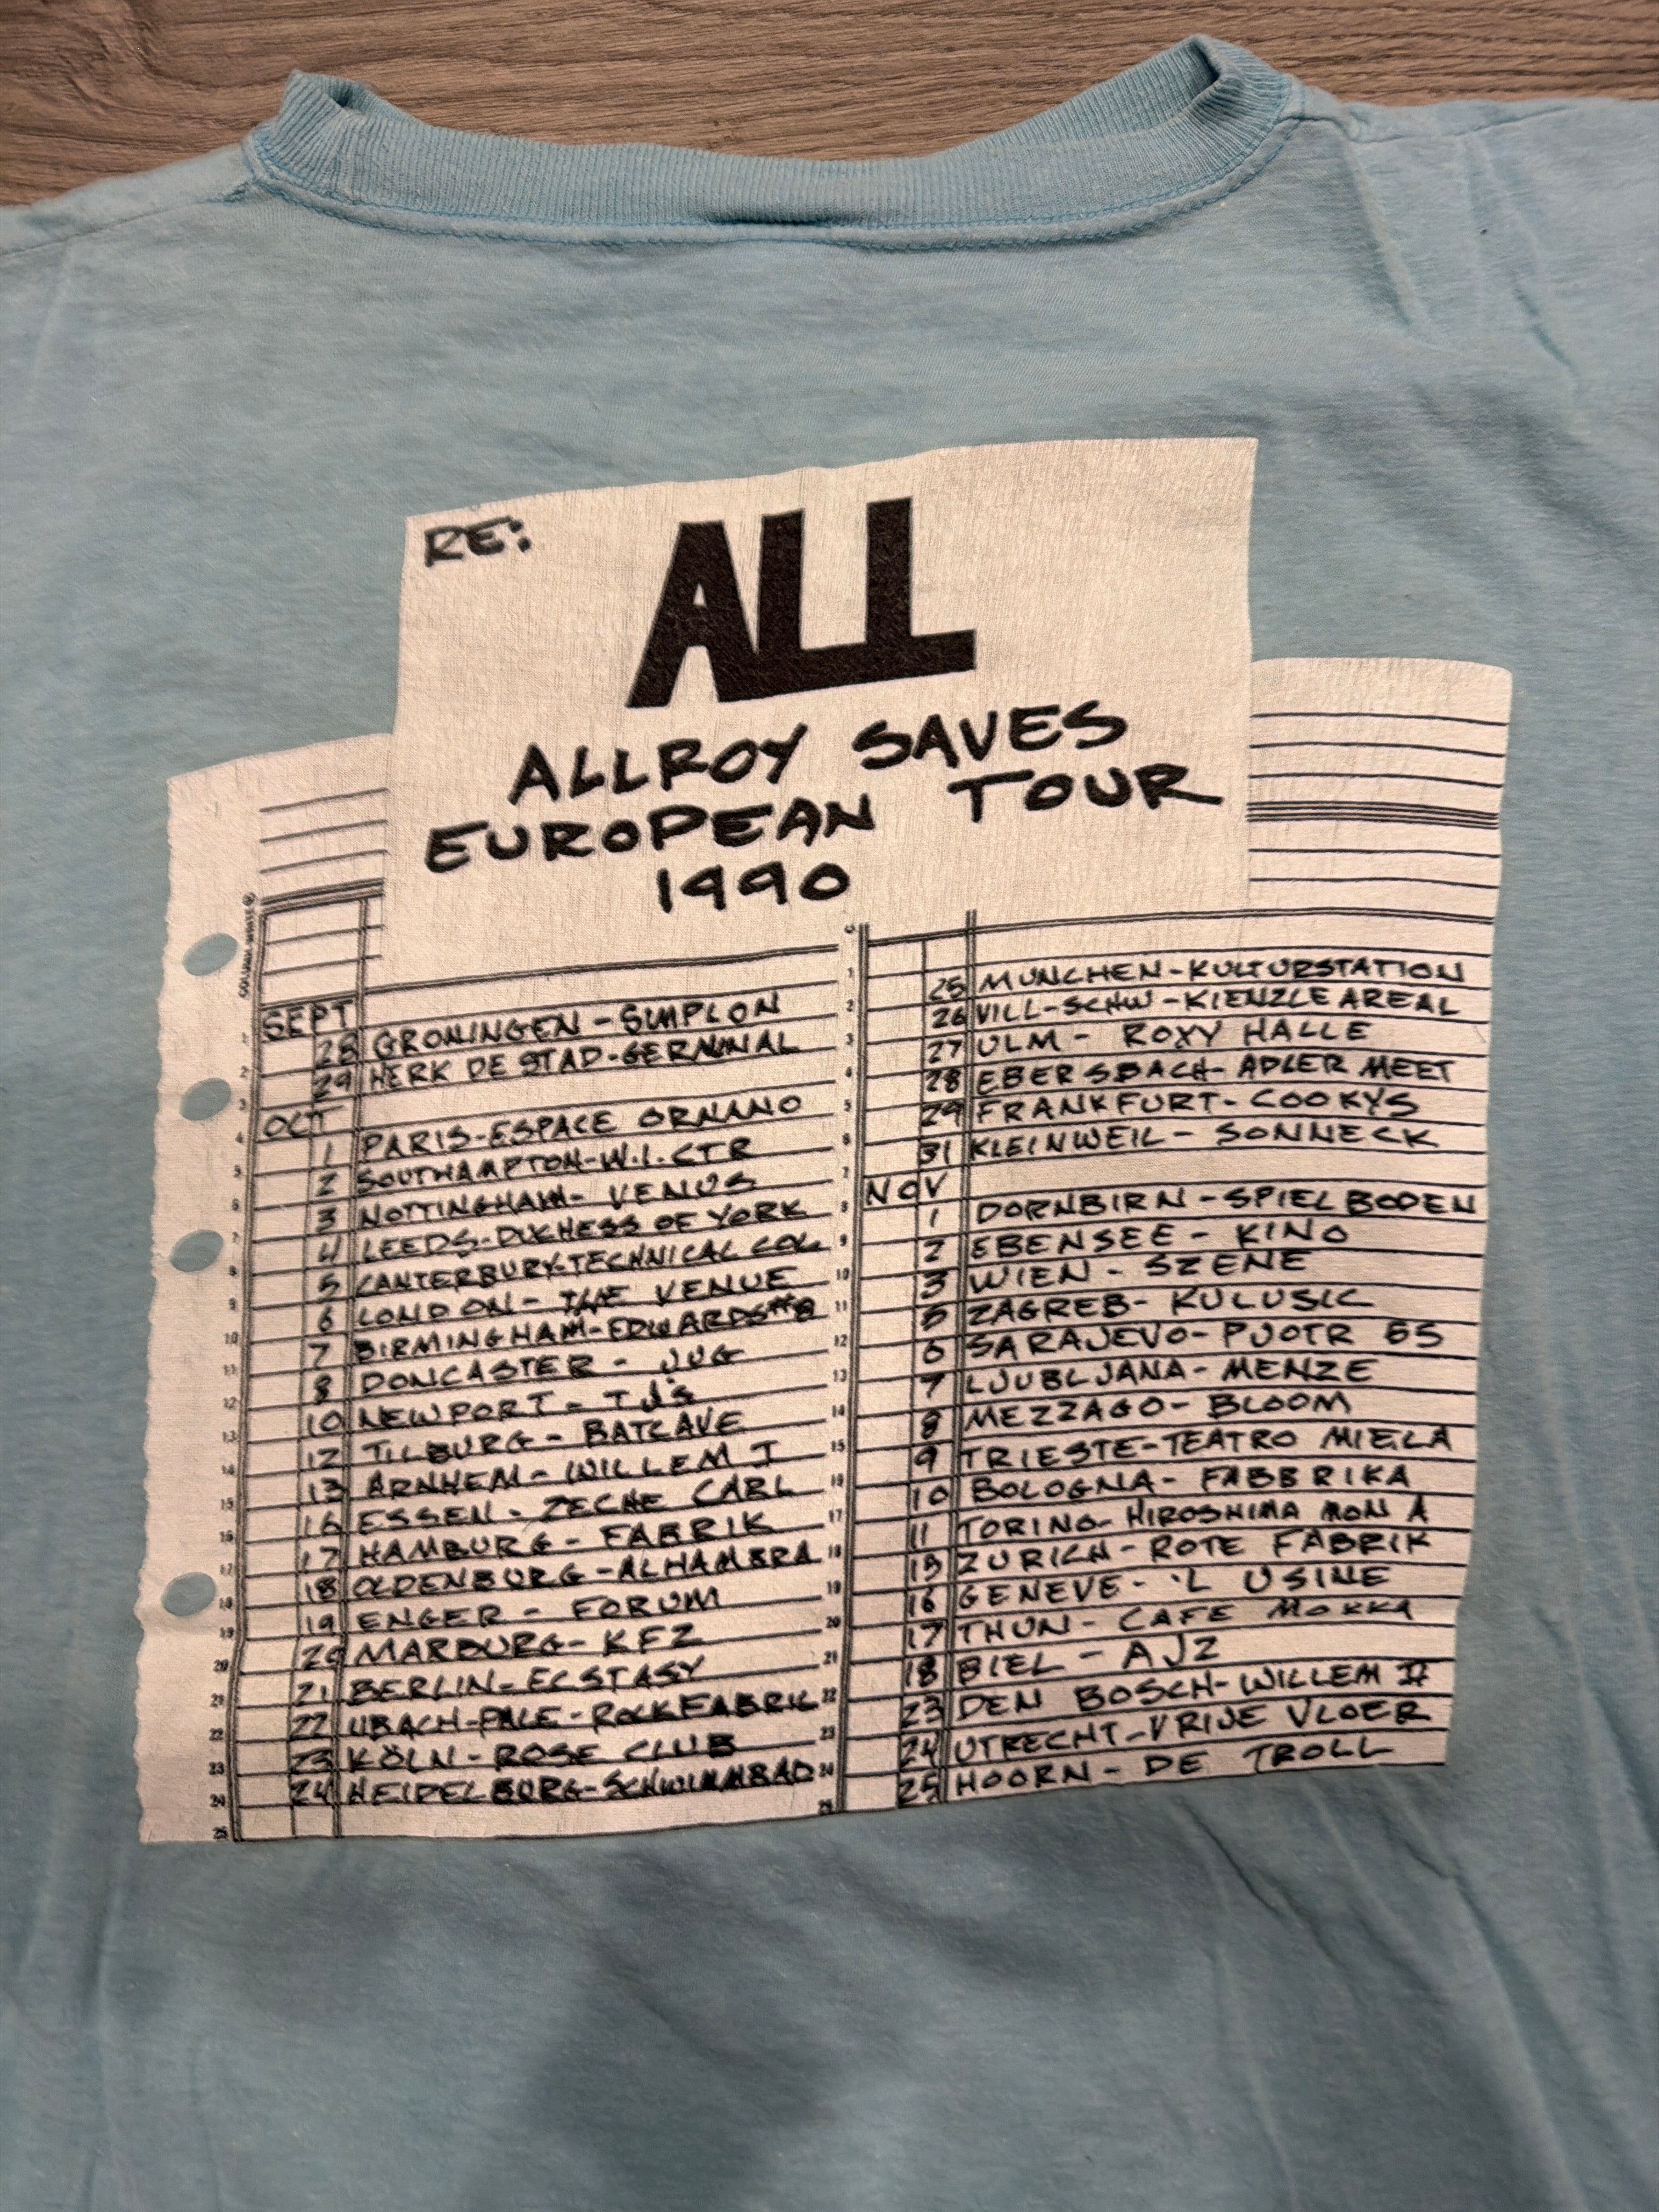 RE:
ALL
ALLROY SAVES
EUROPEAN TOUR
1990
SEPT
28 GRONINGEN - SIMPLON
29 HERK DE STAD - GERMINAL
OCT
1 PARIS - ESPACE ORNANO
2 SOUTHAMPTON - W.I. CTR
3 NOTTINGHAM - VENUS
4 LEEDS - DUCHESS OF YORK
5 CANTERBURY - TECHNICAL COL
6 LONDON - THE VENUE
7 BIRMINGHAM - EDWARDS #8
8 DONCASTER - JUG
10 NEWPORT - TJ's
12 TILBURG - BATCAVE
13 ARNHEM - WILLEM I
16 ESSEN - ZECHE CARL
17 HAMBURG - FABRIK
18 OLDENBURG - ALHAMBRA
19 ENGER - FORUM
20 MARBURG - KFZ
21 BERLIN - ECSTASY
22 UBACH-PALE - ROCKFABRIC
23 KÖLN - ROSE CLUB
24 HEIDELBURG - SCHWIMMBAD
25 MUNCHEN - KULTURSTATION
26 VILL-SCHW - KIENZLE AREAL
27 ULM - ROXY HALLE
28 EBERSBACH - ADLER MEET
29 FRANKFURT - COOKYS
31 KLEINWEIL - SONNECK
NOV
1 DORNBIRN - SPIELBODEN
2 EBENSEE - KINO
3 WIEN - SZENE
5 ZAGREB - KULUSIC
6 SARAJEVO - PJOTR 55
7 LJUBLJANA - MENZE
8 MEZZAGO - BLOOM
9 TRIESTE - TEATRO MIELA
10 BOLOGNA - FABBRIKA
11 TORINO - HIROSHIMA MON A
15 ZURICH - ROTE FABRIK
16 GENEVE - 'L USINE
17 THUN - CAFE MOKKA
18 BIEL - AJZ
23 DEN BOSCH - WILLEM II
24 UTRECHT - VRIJE VLOER
25 HOORN - DE TROLL